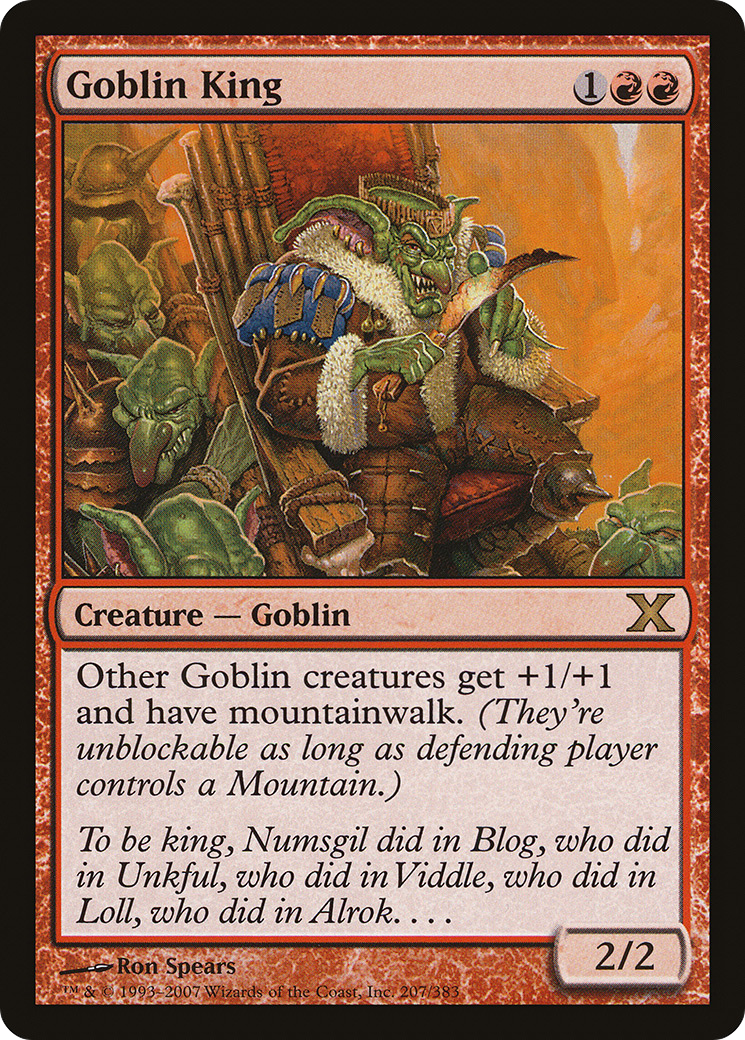 Goblin King
1
Creature — Goblin
X
Other Goblin creatures get +1/+1
and have mountainwalk. (They're
unblockable as long as defending player
controls a Mountain.)
To be king, Numsgil did in Blog, who did
in Unkful, who did in Viddle, who did in
Loll, who did in Alrok. . . .
2/2
Ron Spears
™ & © 1993–2007 Wizards of the Coast, Inc. 207/383